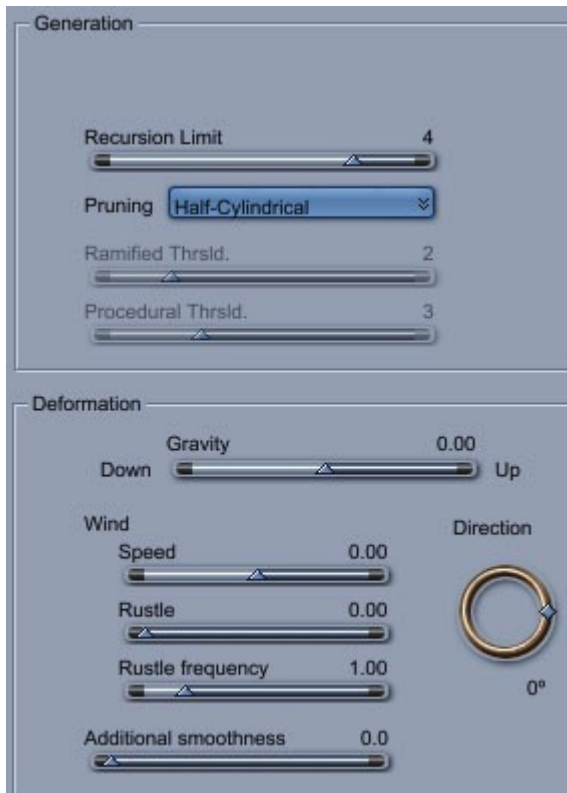 Generation
Recursion Limit 4
Pruning Half-Cylindrical
Ramified Thrsld. 2
Procedural Thrsld. 3
Deformation
Gravity 0.00
Down Up
Wind Direction
Speed 0.00
Rustle 0.00
Rustle frequency 1.00
0º
Additional smoothness 0.0